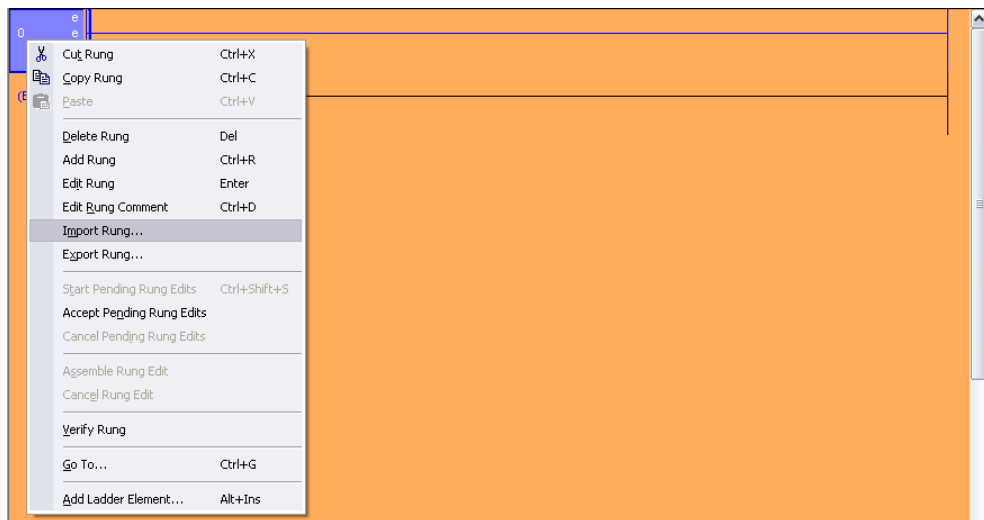 e
0 e
Cut Rung Ctrl+X
Copy Rung Ctrl+C
(E
Paste Ctrl+V
Delete Rung Del
Add Rung Ctrl+R
Edit Rung Enter
Edit Rung Comment Ctrl+D
Import Rung...
Export Rung...
Start Pending Rung Edits Ctrl+Shift+S
Accept Pending Rung Edits
Cancel Pending Rung Edits
Assemble Rung Edit
Cancel Rung Edit
Verify Rung
Go To... Ctrl+G
Add Ladder Element... Alt+Ins